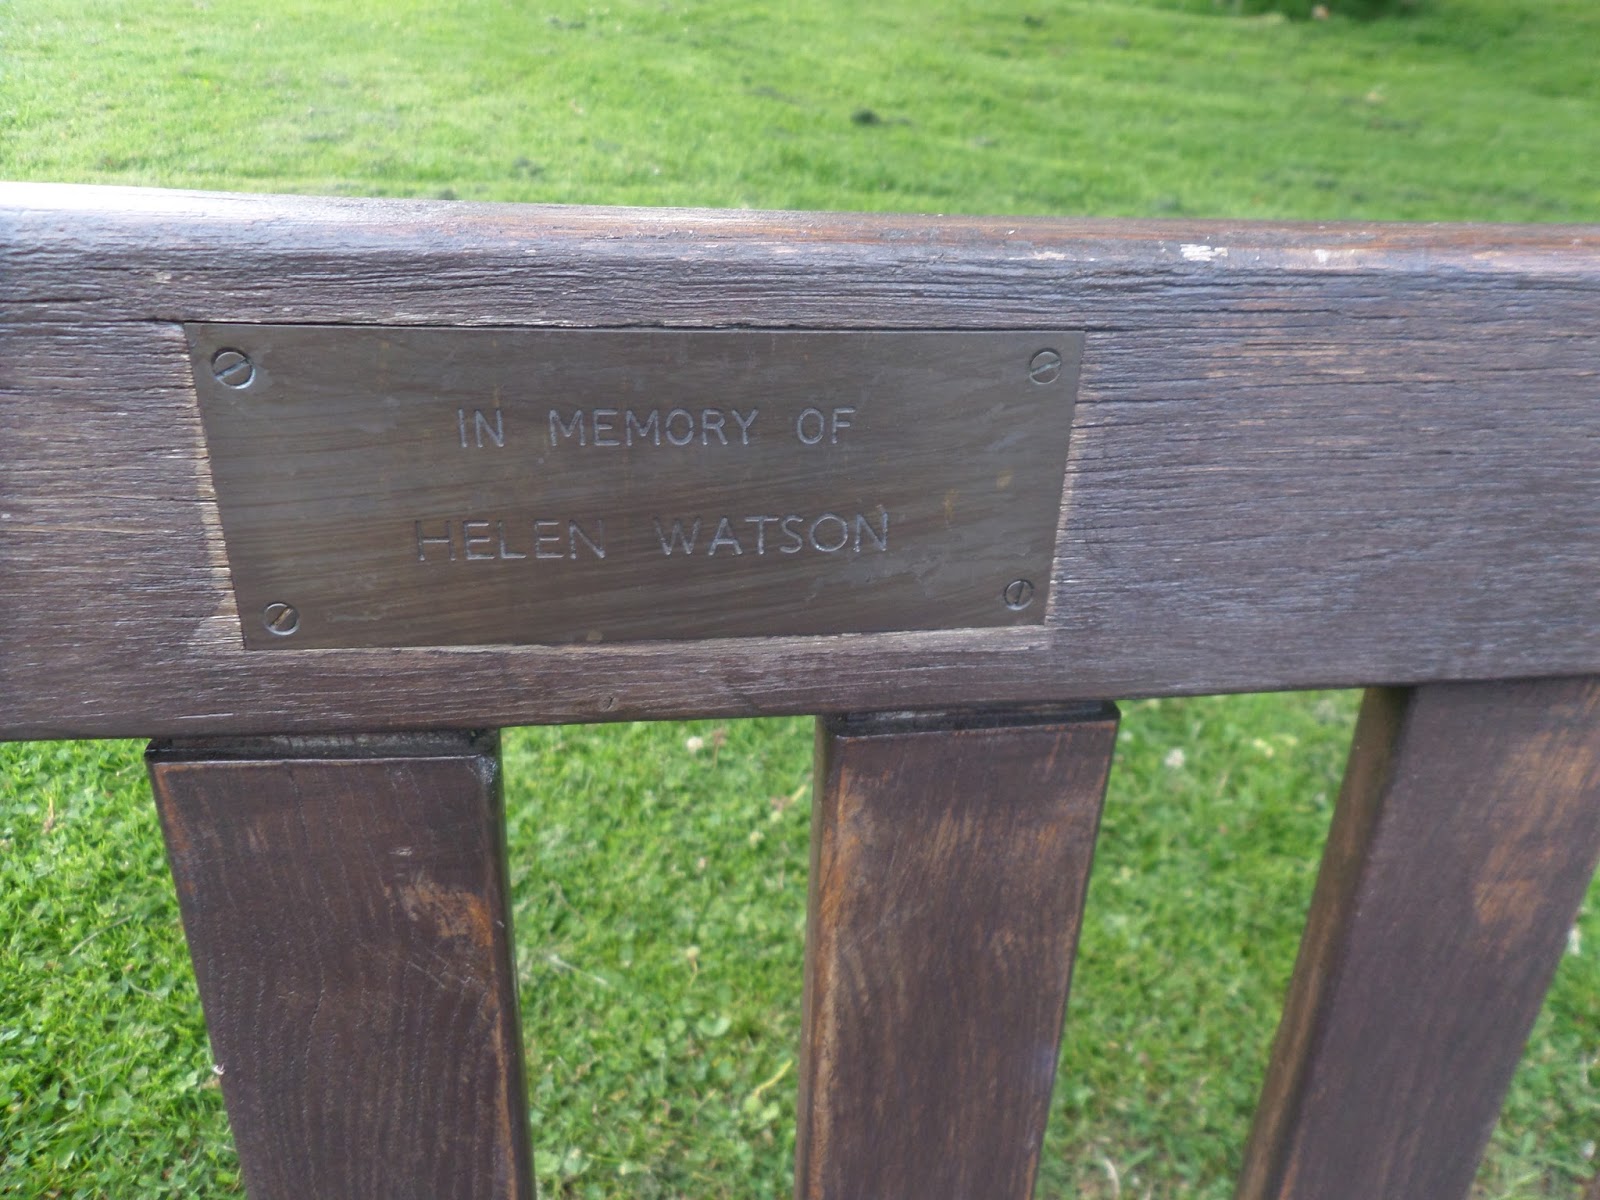 IN MEMORY OF
HELEN WATSON